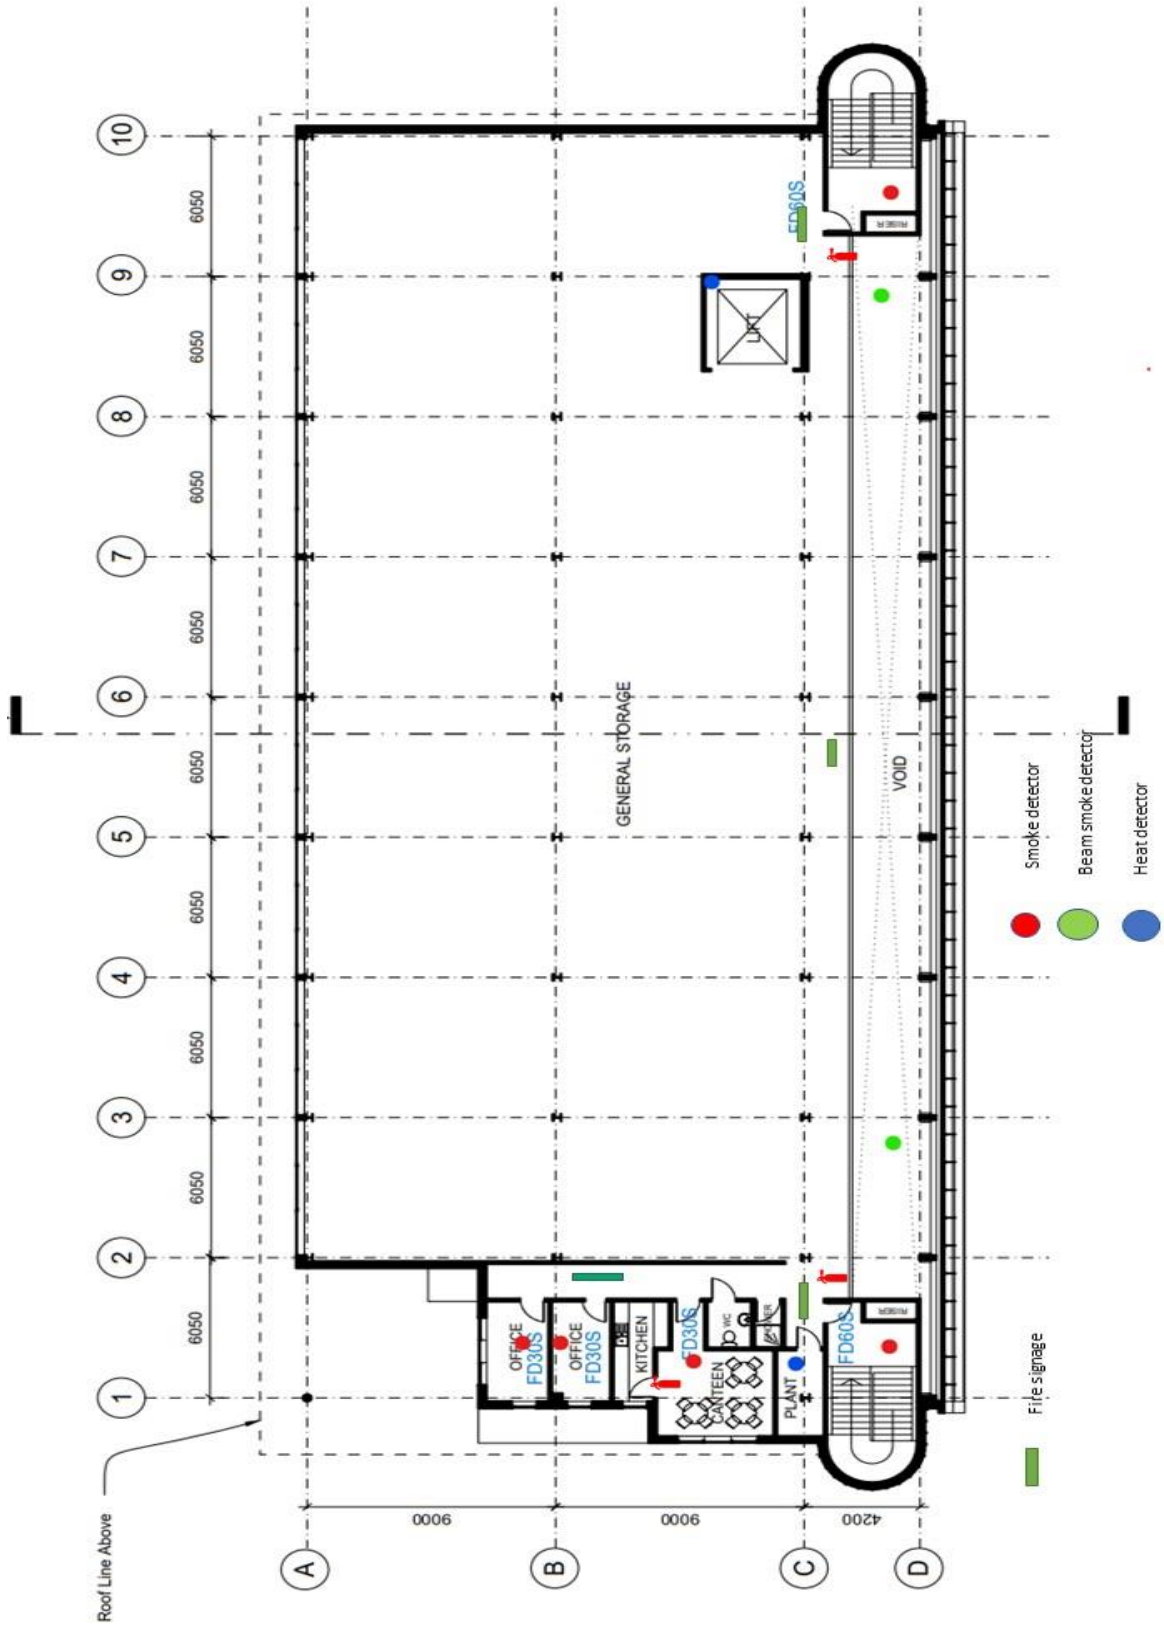 Roof Line Above
1
2
3
4
5
6
7
8
9
10
6050
6050
6050
6050
6050
6050
6050
6050
6050
A
B
C
D
9000
9000
4200
OFFICE
FD30S
OFFICE
FD30S
KITCHEN
FD30S
CANTEEN
WC
SHOWER
PLANT
FD60S
RISER
GENERAL STORAGE
VOID
LIFT
FD60S
RISER
Fire signage
Smoke detector
Beam smoke detector
Heat detector